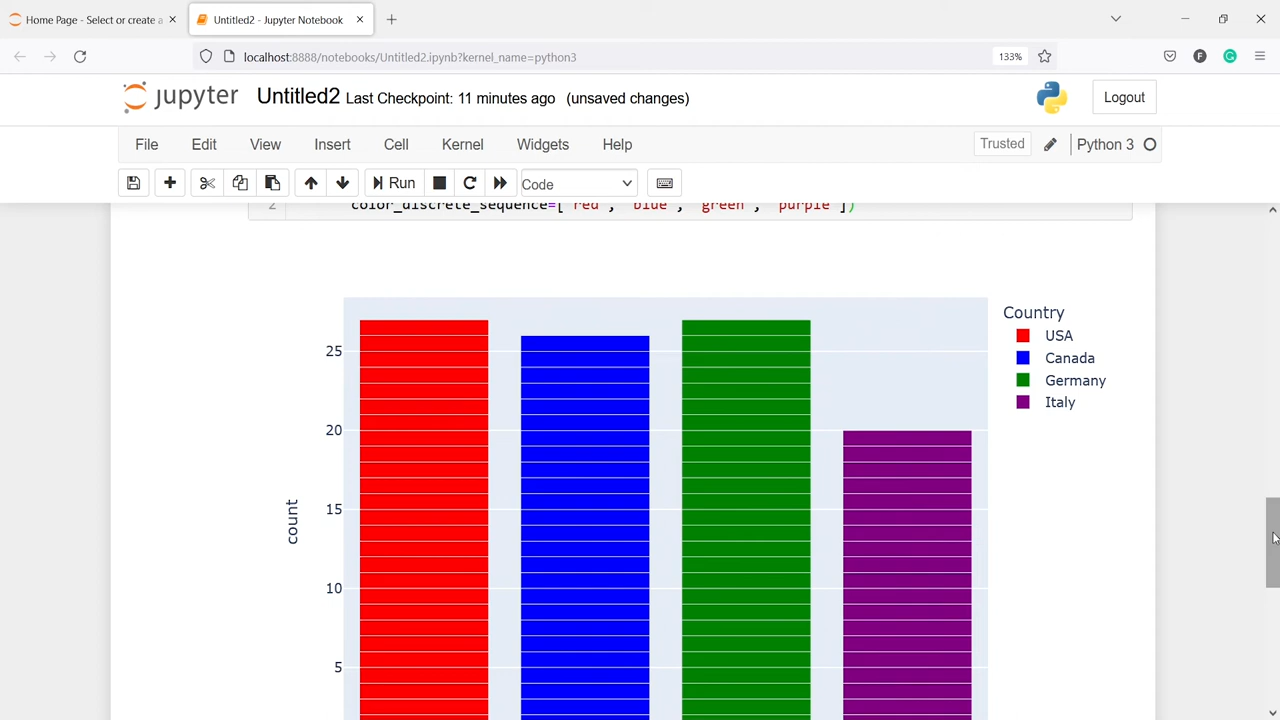 Home Page - Select or create a
Untitled2 - Jupyter Notebook
localhost:8888/notebooks/Untitled2.ipynb?kernel_name=python3
133%
F
G
jupyter Untitled2 Last Checkpoint: 11 minutes ago (unsaved changes)
Logout
File Edit View Insert Cell Kernel Widgets Help
Trusted
Python 3
Run
Code
2 color_discrete_sequence=["red", "blue", "green", "purple"])
Country
USA
Canada
Germany
Italy
25
20
15
10
5
count